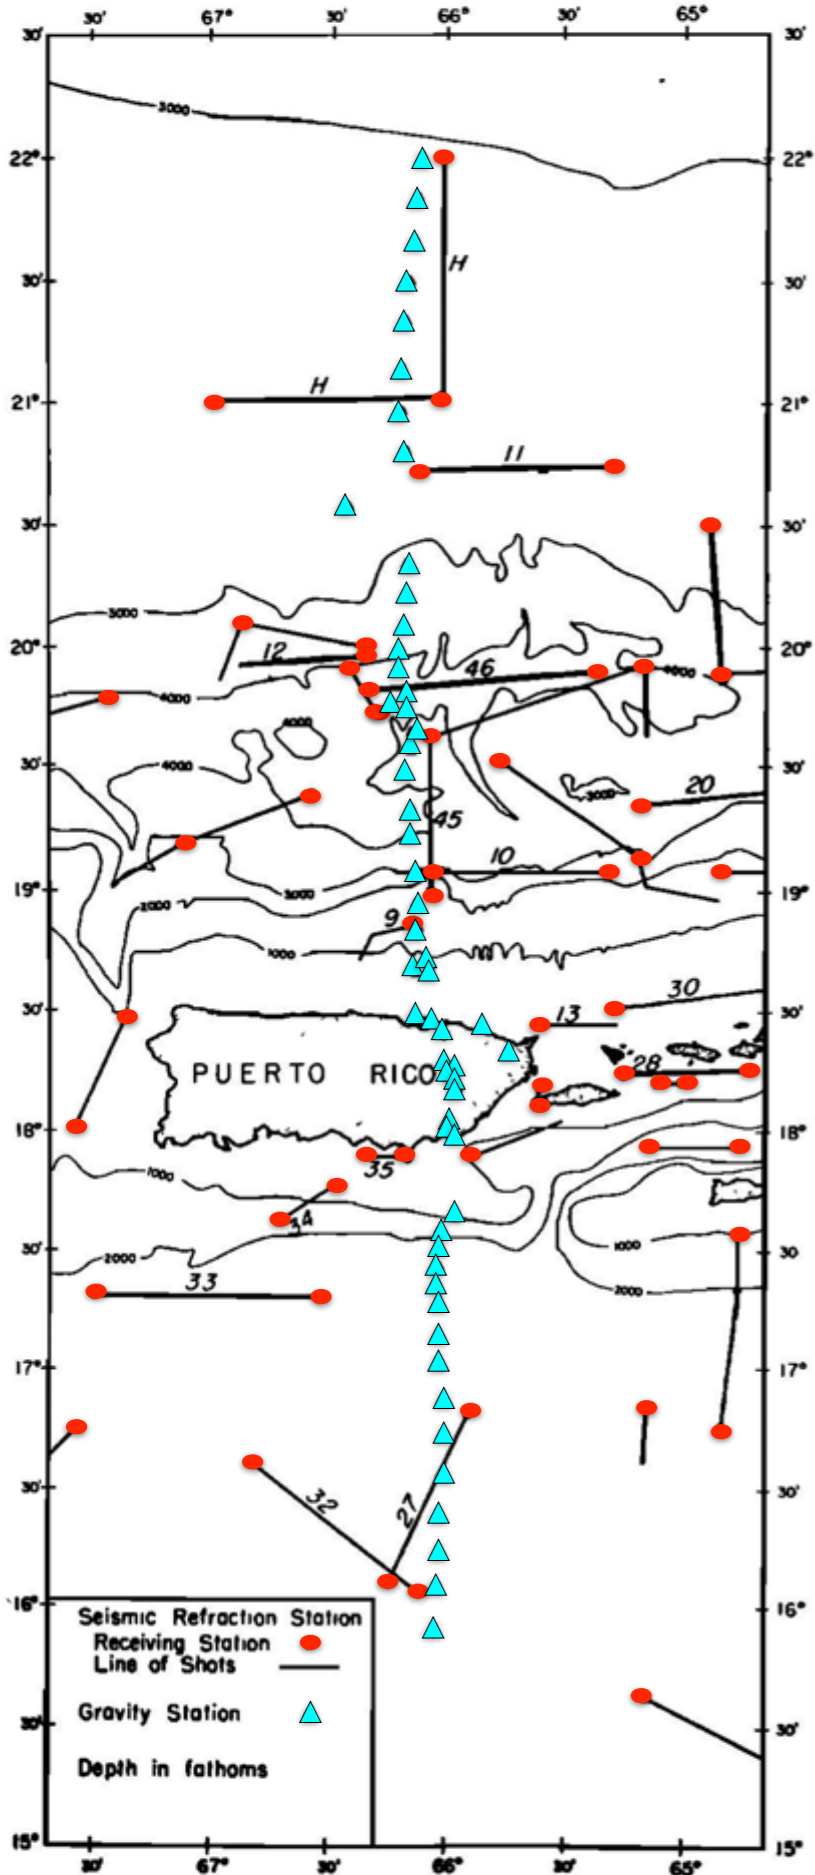 30' 67° 30' 66° 30' 65°
30' 30'
3000
22° 22°
H
30' 30'
H
21° 21°
11
30' 30'
3000
20° 12 20°
46 4000
4000
4000
30' 4000 30'
3000 20
45
10
19° 3000 19°
2000
9
1000
30' 30 30'
13
28
PUERTO RICO
18° 18°
35
1000
34
30' 1000 30
2000
33 2000
17° 17°
30' 32 27 30'
16° 16°
Seismic Refraction Station
Receiving Station
Line of Shots
Gravity Station
30' 30'
Depth in fathoms
15° 15°
30' 67° 30' 66° 30' 65°